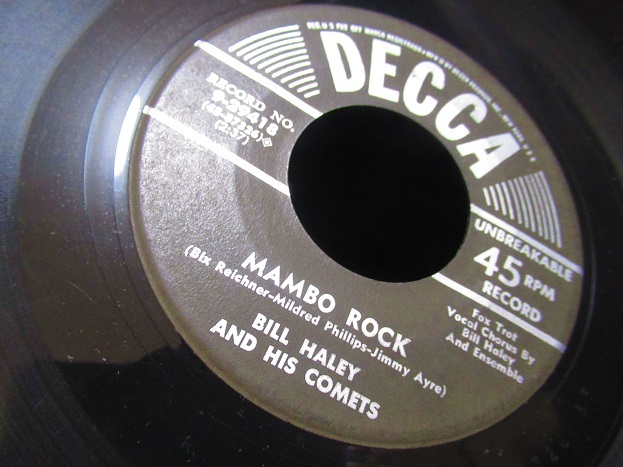 DECCA
RECORD NO.
9-29418
(2:37)
UNBREAKABLE
45 RPM
RECORD
MAMBO ROCK
(Bix Reichner-Mildred Phillips-Jimmy Ayre)
BILL HALEY
AND HIS COMETS
Fox Trot
Vocal Chorus By
Bill Haley
And Ensemble